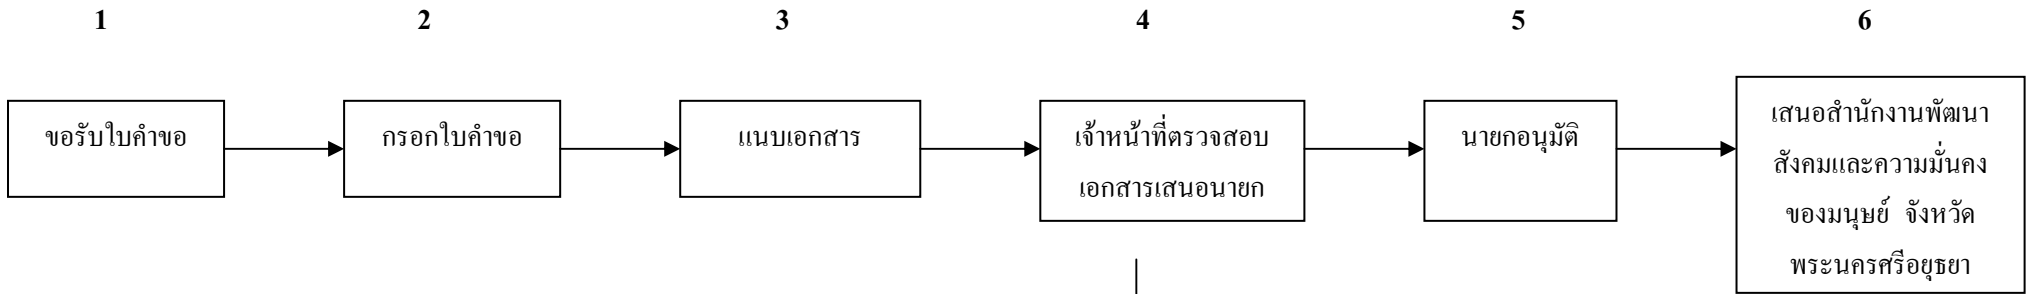 1 2 3 4 5 6
ขอรับใบคำขอ
กรอกใบคำขอ
แนบเอกสาร
เจ้าหน้าที่ตรวจสอบ
เอกสารเสนอนายก
นายกอนุมัติ
เสนอสำนักงานพัฒนา
สังคมและความมั่นคง
ของมนุษย์ จังหวัด
พระนครศรีอยุธยา